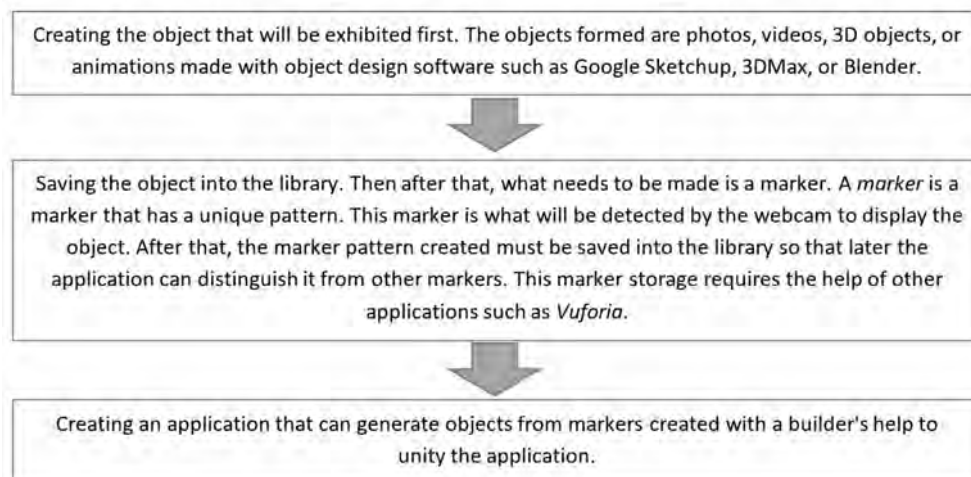 Creating the object that will be exhibited first. The objects formed are photos, videos, 3D objects, or
animations made with object design software such as Google Sketchup, 3DMax, or Blender.
Saving the object into the library. Then after that, what needs to be made is a marker. A marker is a
marker that has a unique pattern. This marker is what will be detected by the webcam to display the
object. After that, the marker pattern created must be saved into the library so that later the
application can distinguish it from other markers. This marker storage requires the help of other
applications such as Vuforia.
Creating an application that can generate objects from markers created with a builder's help to
unity the application.